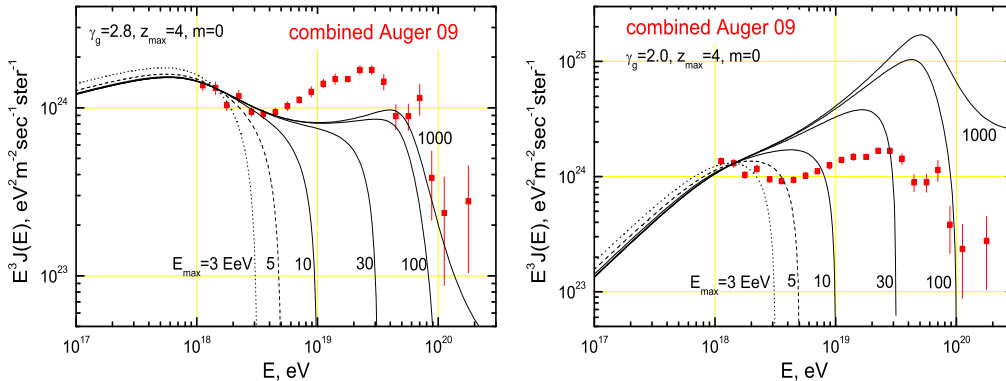 γg=2.8, zmax=4, m=0
combined Auger 09
E³J(E), eV²m⁻²sec⁻¹ster⁻¹
10²⁴
10²³
1000
Emax=3 EeV
5
10
30
100
10¹⁷
10¹⁸
10¹⁹
10²⁰
E, eV
combined Auger 09
γg=2.0, zmax=4, m=0
E³J(E), eV²m⁻²sec⁻¹ster⁻¹
10²⁵
10²⁴
10²³
1000
Emax=3 EeV
5
10
30
100
10¹⁷
10¹⁸
10¹⁹
10²⁰
E, eV